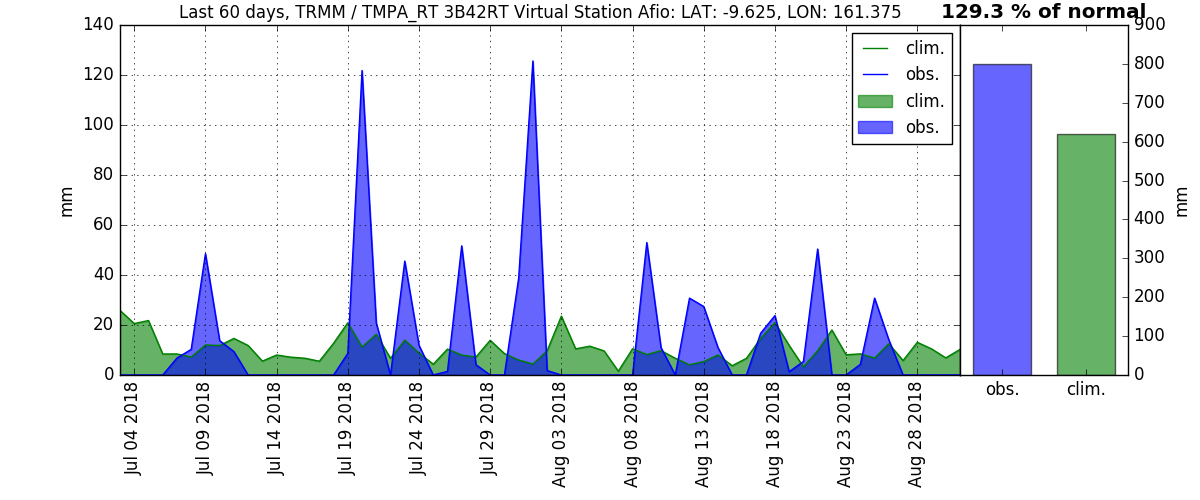 Last 60 days, TRMM / TMPA_RT 3B42RT Virtual Station Afio: LAT: -9.625, LON: 161.375
129.3 % of normal
140
120
100
80
60
40
20
0
mm
clim.
obs.
clim.
obs.
Jul 04 2018
Jul 09 2018
Jul 14 2018
Jul 19 2018
Jul 24 2018
Jul 29 2018
Aug 03 2018
Aug 08 2018
Aug 13 2018
Aug 18 2018
Aug 23 2018
Aug 28 2018
900
800
700
600
500
400
300
200
100
0
mm
obs.
clim.